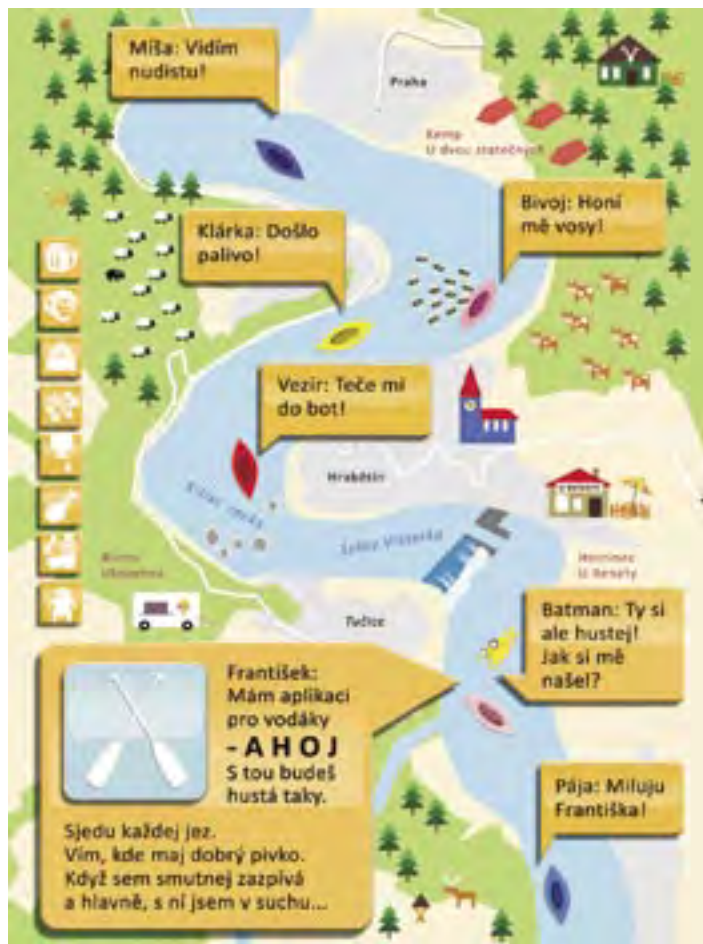 Míša: Vidím
nudistu!
Praha
Kemp
U dvou statečných
Bivoj: Honí
mě vosy!
Klárka: Došlo
palivo!
Vezír: Teče mi
do bot!
Hrabětín
Hostinec
U Renaty
Tučice
Batman: Ty si
ale hustej!
Jak si mě
našel?
František:
Mám aplikaci
pro vodáky
- A H O J
S tou budeš
hustá taky.
Sjedu každej jez.
Vím, kde maj dobrý pivko.
Když sem smutnej zazpívá
a hlavně, s ní jsem v suchu...
Pája: Miluju
Františka!